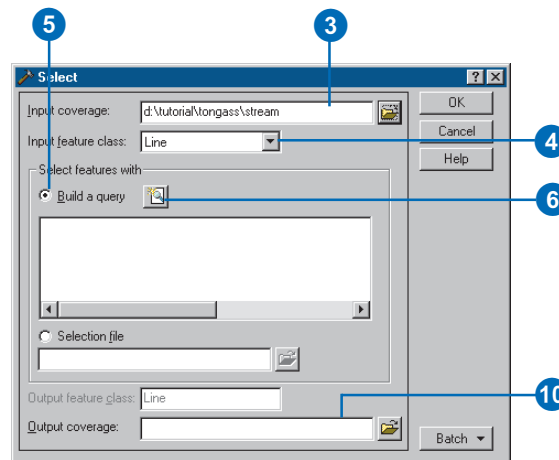 5
3
Select
Input coverage: d:\tutorial\tongass\stream
OK
Input feature class: Line
Cancel
4
Help
Select features with
Build a query
6
Selection file
Output feature class: Line
10
Output coverage:
Batch